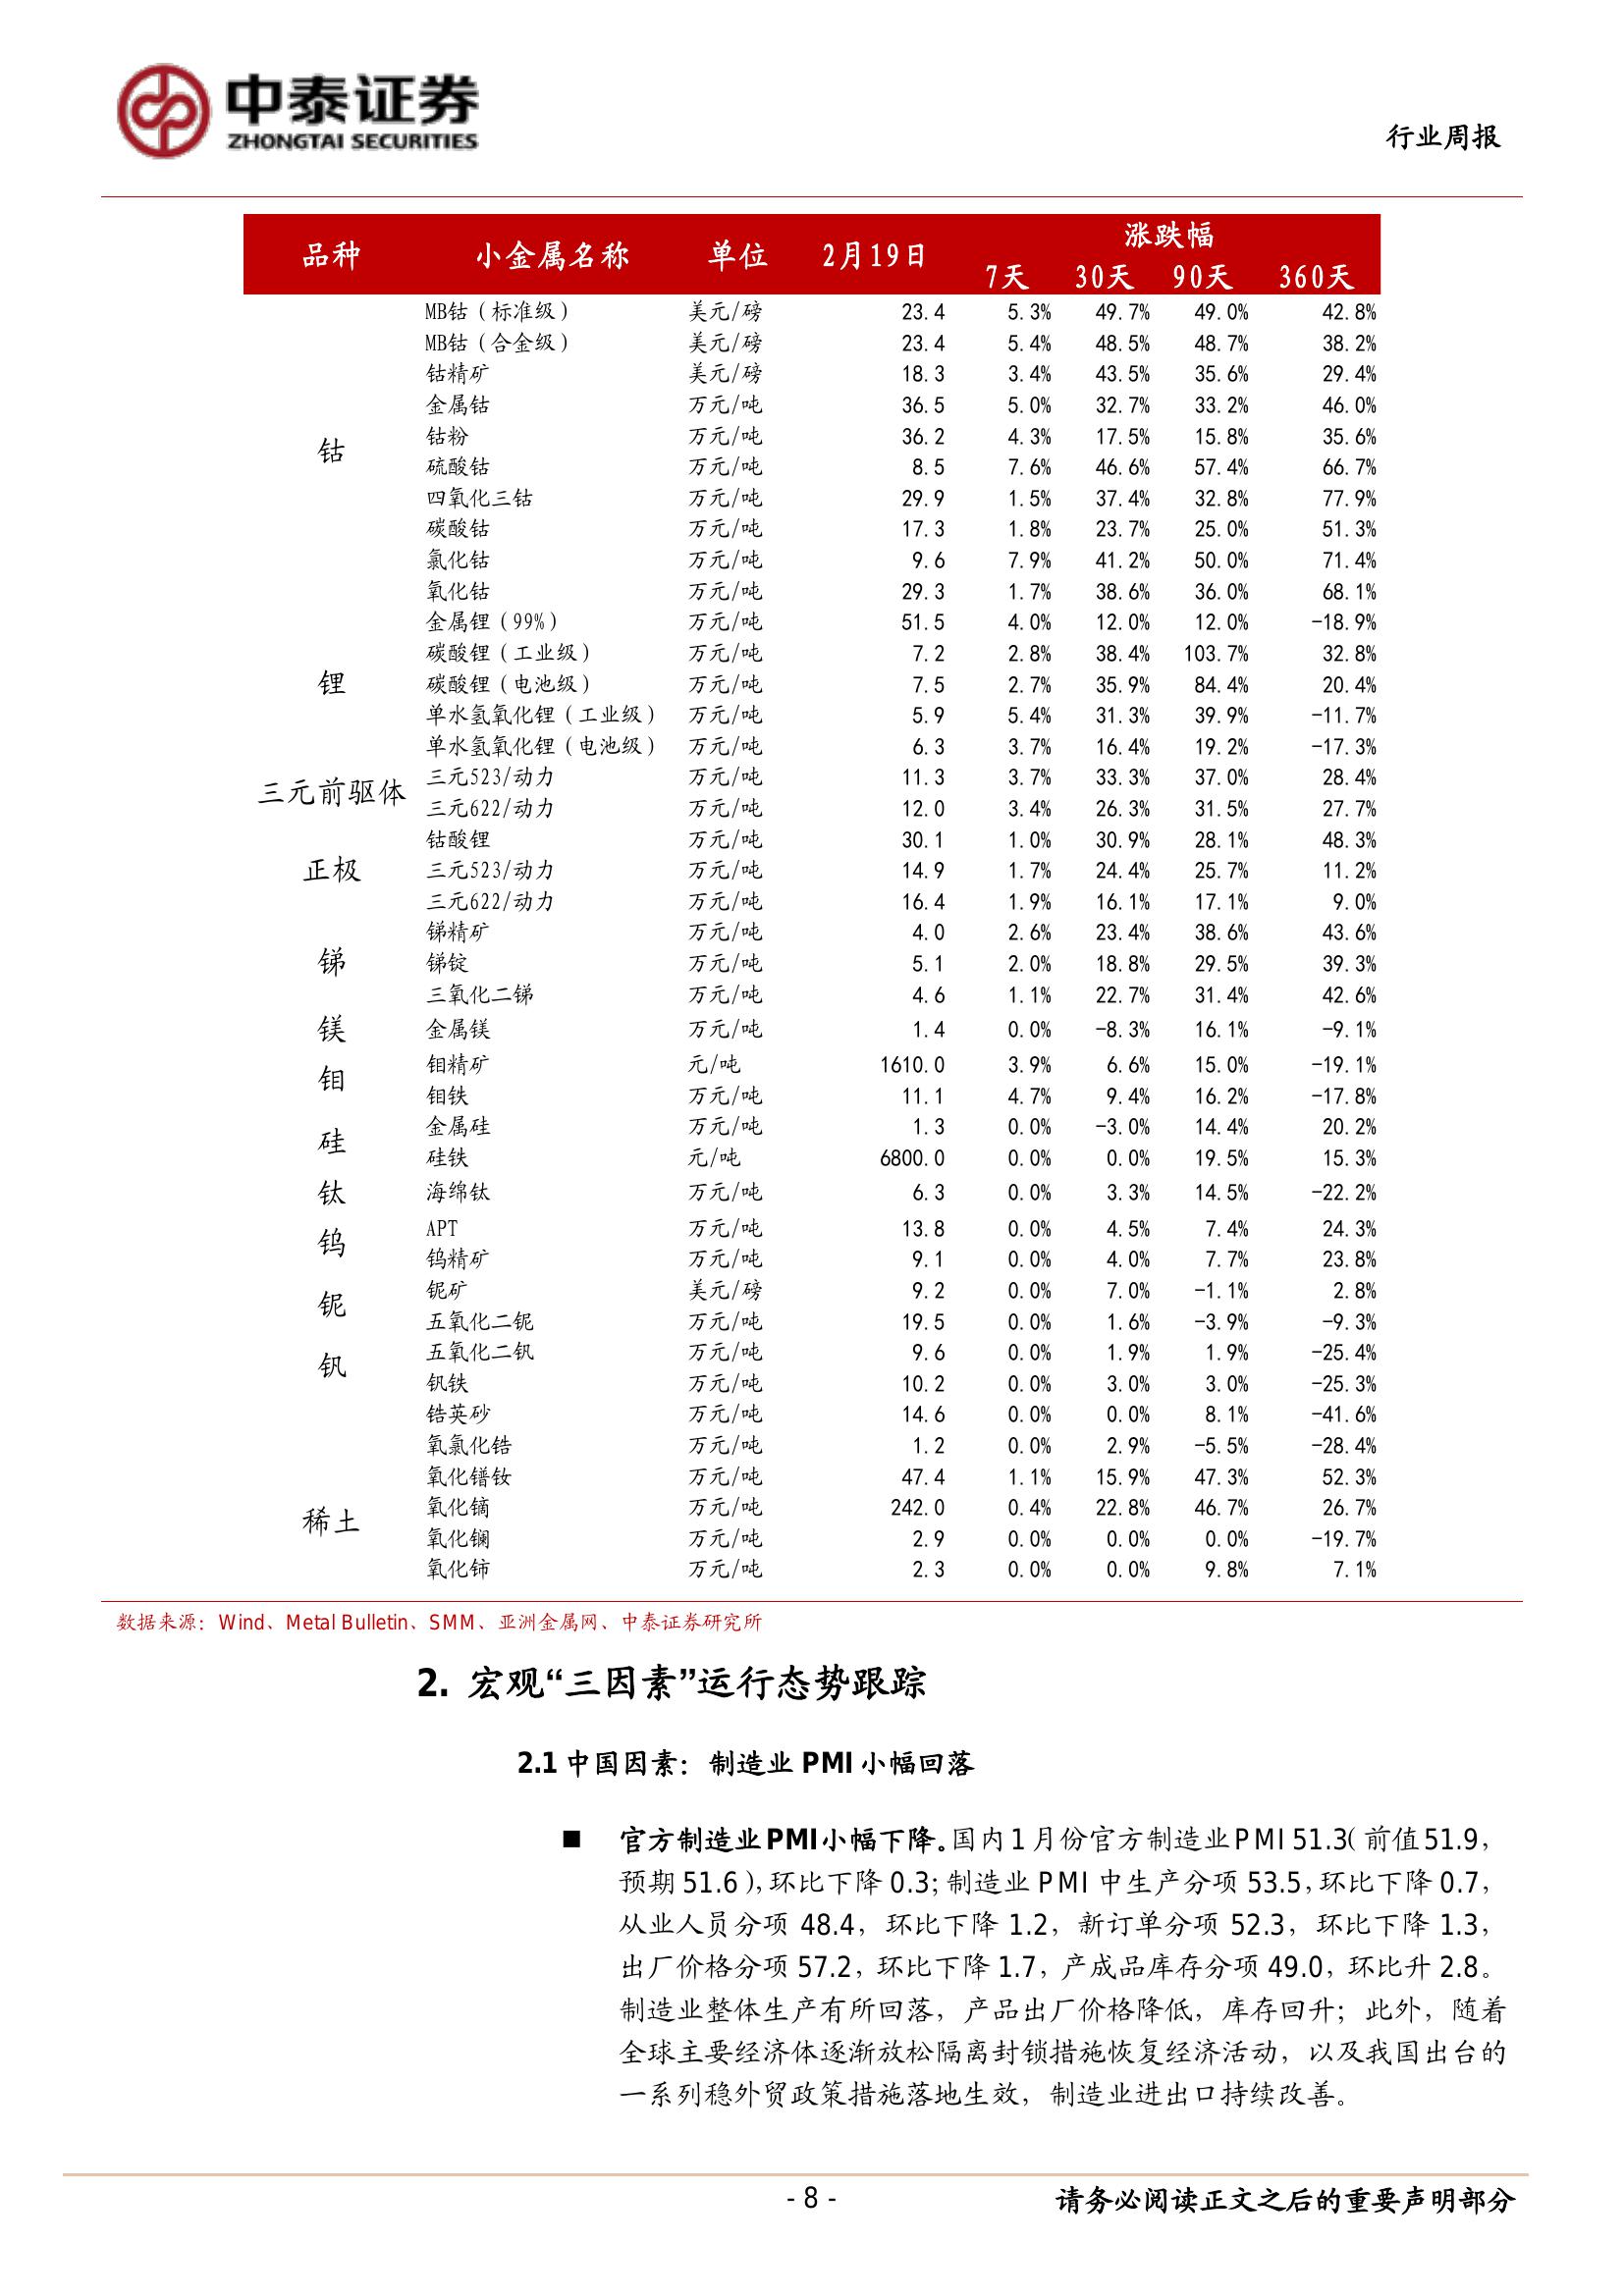 中泰证券
ZHONGTAI SECURITIES
行业周报
品种 小金属名称 单位 2月19日 涨跌幅
7天 30天 90天 360天
钴
MB钴（标准级） 美元/磅 23.4 5.3% 49.7% 49.0% 42.8%
MB钴（合金级） 美元/磅 23.4 5.4% 48.5% 48.7% 38.2%
钴精矿 美元/磅 18.3 3.4% 43.5% 35.6% 29.4%
金属钴 万元/吨 36.5 5.0% 32.7% 33.2% 46.0%
钴粉 万元/吨 36.2 4.3% 17.5% 15.8% 35.6%
硫酸钴 万元/吨 8.5 7.6% 46.6% 57.4% 66.7%
四氧化三钴 万元/吨 29.9 1.5% 37.4% 32.8% 77.9%
碳酸钴 万元/吨 17.3 1.8% 23.7% 25.0% 51.3%
氯化钴 万元/吨 9.6 7.9% 41.2% 50.0% 71.4%
氧化钴 万元/吨 29.3 1.7% 38.6% 36.0% 68.1%
锂
金属锂（99%） 万元/吨 51.5 4.0% 12.0% 12.0% -18.9%
碳酸锂（工业级） 万元/吨 7.2 2.8% 38.4% 103.7% 32.8%
碳酸锂（电池级） 万元/吨 7.5 2.7% 35.9% 84.4% 20.4%
单水氢氧化锂（工业级） 万元/吨 5.9 5.4% 31.3% 39.9% -11.7%
单水氢氧化锂（电池级） 万元/吨 6.3 3.7% 16.4% 19.2% -17.3%
三元前驱体
三元523/动力 万元/吨 11.3 3.7% 33.3% 37.0% 28.4%
三元622/动力 万元/吨 12.0 3.4% 26.3% 31.5% 27.7%
正极
钴酸锂 万元/吨 30.1 1.0% 30.9% 28.1% 48.3%
三元523/动力 万元/吨 14.9 1.7% 24.4% 25.7% 11.2%
三元622/动力 万元/吨 16.4 1.9% 16.1% 17.1% 9.0%
锑
锑精矿 万元/吨 4.0 2.6% 23.4% 38.6% 43.6%
锑锭 万元/吨 5.1 2.0% 18.8% 29.5% 39.3%
三氧化二锑 万元/吨 4.6 1.1% 22.7% 31.4% 42.6%
镁 金属镁 万元/吨 1.4 0.0% -8.3% 16.1% -9.1%
钼
钼精矿 元/吨 1610.0 3.9% 6.6% 15.0% -19.1%
钼铁 万元/吨 11.1 4.7% 9.4% 16.2% -17.8%
硅
金属硅 万元/吨 1.3 0.0% -3.0% 14.4% 20.2%
硅铁 元/吨 6800.0 0.0% 0.0% 19.5% 15.3%
钛 海绵钛 万元/吨 6.3 0.0% 3.3% 14.5% -22.2%
钨
APT 万元/吨 13.8 0.0% 4.5% 7.4% 24.3%
钨精矿 万元/吨 9.1 0.0% 4.0% 7.7% 23.8%
铌
铌矿 美元/磅 9.2 0.0% 7.0% -1.1% 2.8%
五氧化二铌 万元/吨 19.5 0.0% 1.6% -3.9% -9.3%
钒
五氧化二钒 万元/吨 9.6 0.0% 1.9% 1.9% -25.4%
钒铁 万元/吨 10.2 0.0% 3.0% 3.0% -25.3%
稀土
锆英砂 万元/吨 14.6 0.0% 0.0% 8.1% -41.6%
氧氯化锆 万元/吨 1.2 0.0% 2.9% -5.5% -28.4%
氧化镨钕 万元/吨 47.4 1.1% 15.9% 47.3% 52.3%
氧化镝 万元/吨 242.0 0.4% 22.8% 46.7% 26.7%
氧化镧 万元/吨 2.9 0.0% 0.0% 0.0% -19.7%
氧化铈 万元/吨 2.3 0.0% 0.0% 9.8% 7.1%
数据来源：Wind、Metal Bulletin、SMM、亚洲金属网、中泰证券研究所
2. 宏观“三因素”运行态势跟踪
2.1 中国因素：制造业 PMI 小幅回落
■ 官方制造业PMI小幅下降。国内1月份官方制造业PMI 51.3（前值51.9，
预期 51.6），环比下降 0.3；制造业 PMI 中生产分项 53.5，环比下降 0.7，
从业人员分项 48.4，环比下降 1.2，新订单分项 52.3，环比下降 1.3，
出厂价格分项 57.2，环比下降 1.7，产成品库存分项 49.0，环比升 2.8。
制造业整体生产有所回落，产品出厂价格降低，库存回升；此外，随着
全球主要经济体逐渐放松隔离封锁措施恢复经济活动，以及我国出台的
一系列稳外贸政策措施落地生效，制造业进出口持续改善。
- 8 -
请务必阅读正文之后的重要声明部分